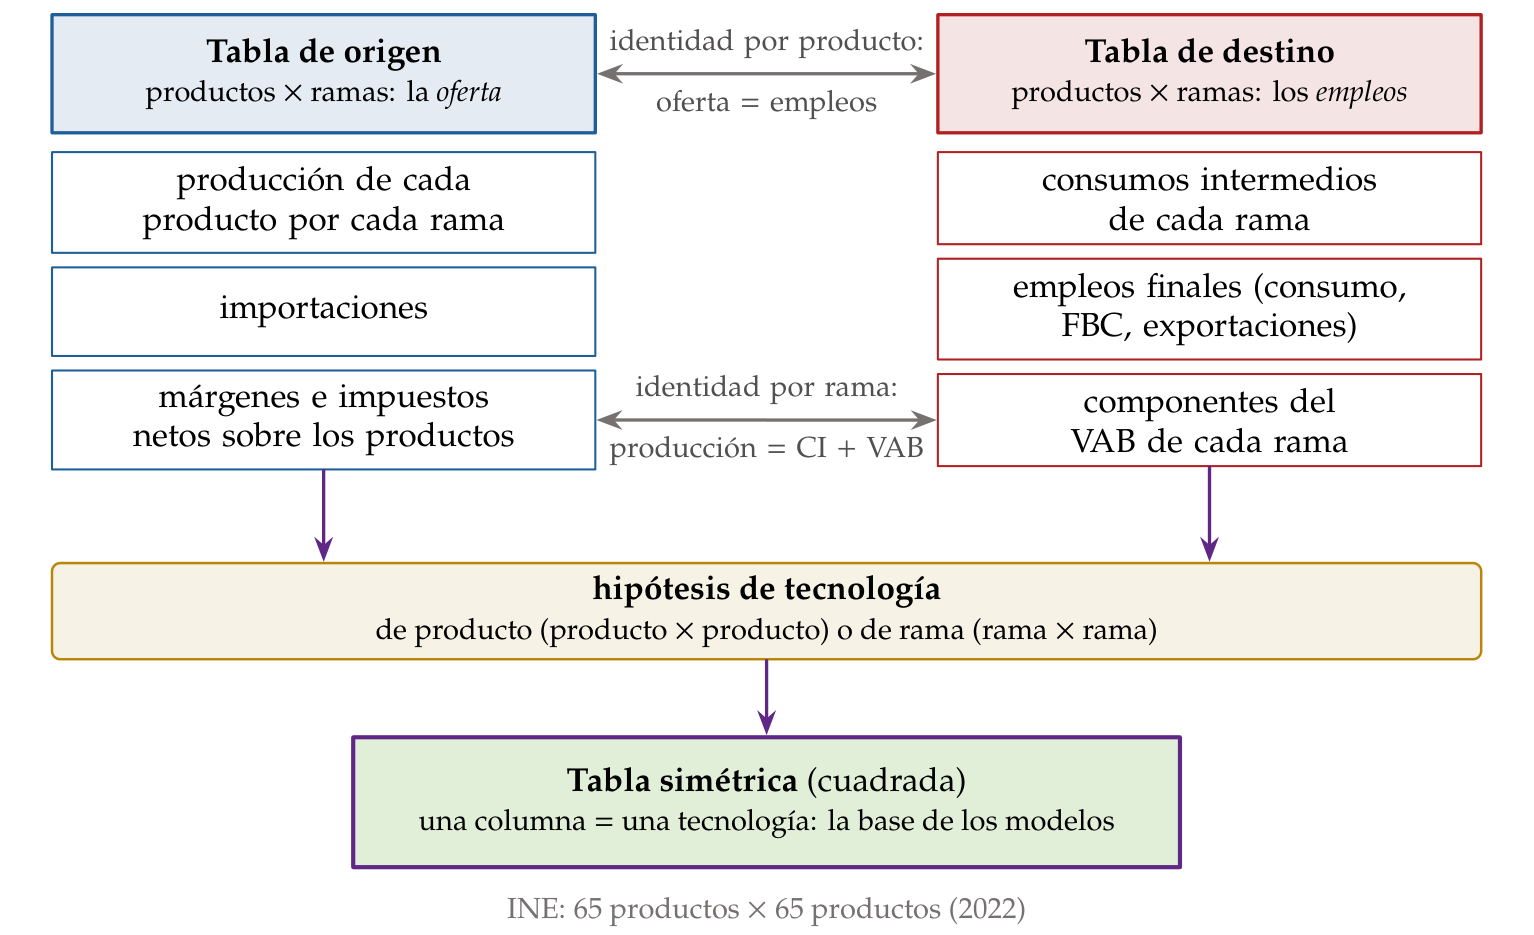 Tabla de origen
productos × ramas: la oferta
identidad por producto:
oferta = empleos
Tabla de destino
productos × ramas: los empleos
producción de cada
producto por cada rama
importaciones
márgenes e impuestos
netos sobre los productos
identidad por rama:
producción = CI + VAB
consumos intermedios
de cada rama
empleos finales (consumo,
FBC, exportaciones)
componentes del
VAB de cada rama
hipótesis de tecnología
de producto (producto × producto) o de rama (rama × rama)
Tabla simétrica (cuadrada)
una columna = una tecnología: la base de los modelos
INE: 65 productos × 65 productos (2022)